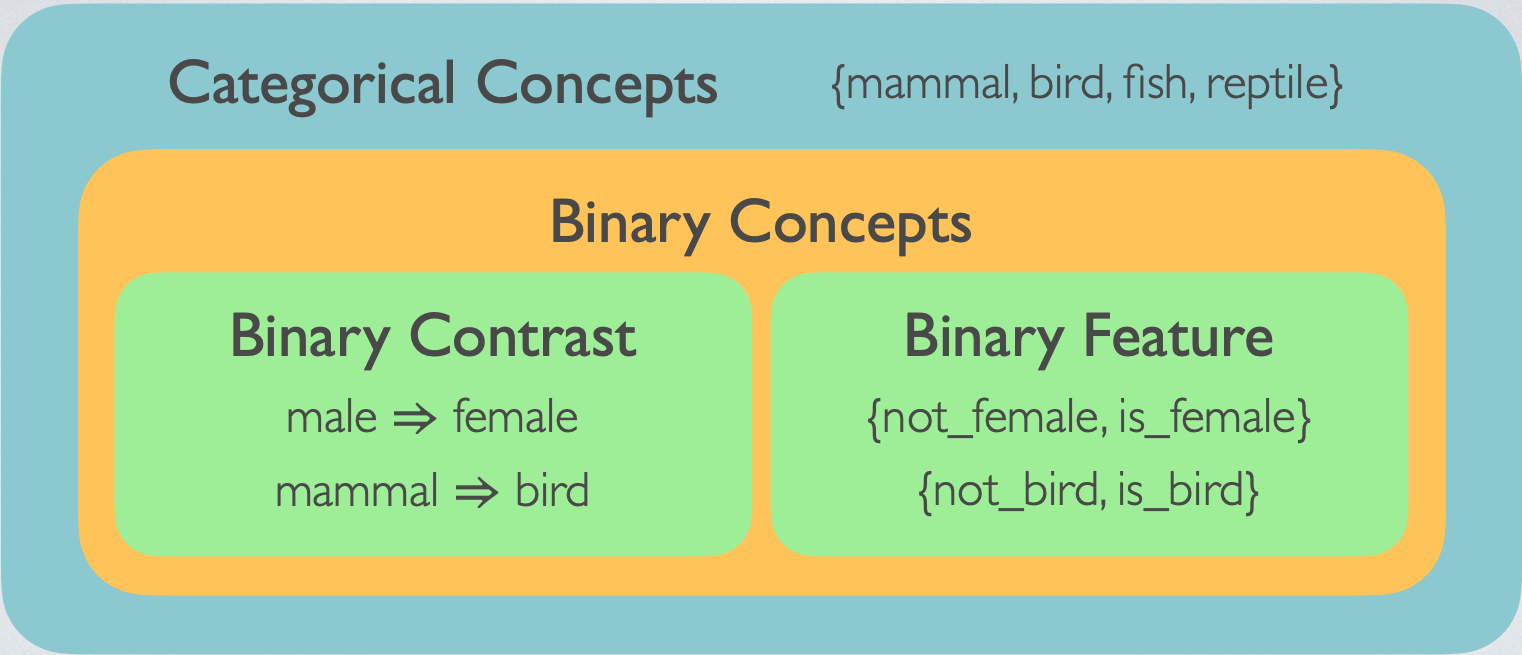 Categorical Concepts {mammal, bird, fish, reptile}
Binary Concepts
Binary Contrast
male ⇒ female
mammal ⇒ bird
Binary Feature
{not_female, is_female}
{not_bird, is_bird}